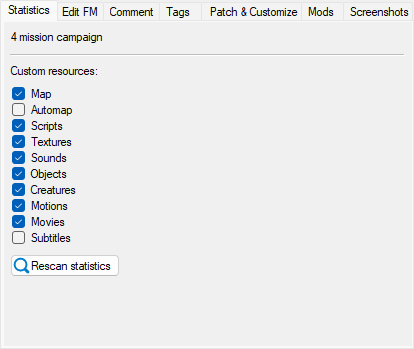 Statistics Edit FM Comment Tags Patch & Customize Mods Screenshots
4 mission campaign
Custom resources:
Map
Automap
Scripts
Textures
Sounds
Objects
Creatures
Motions
Movies
Subtitles
Rescan statistics